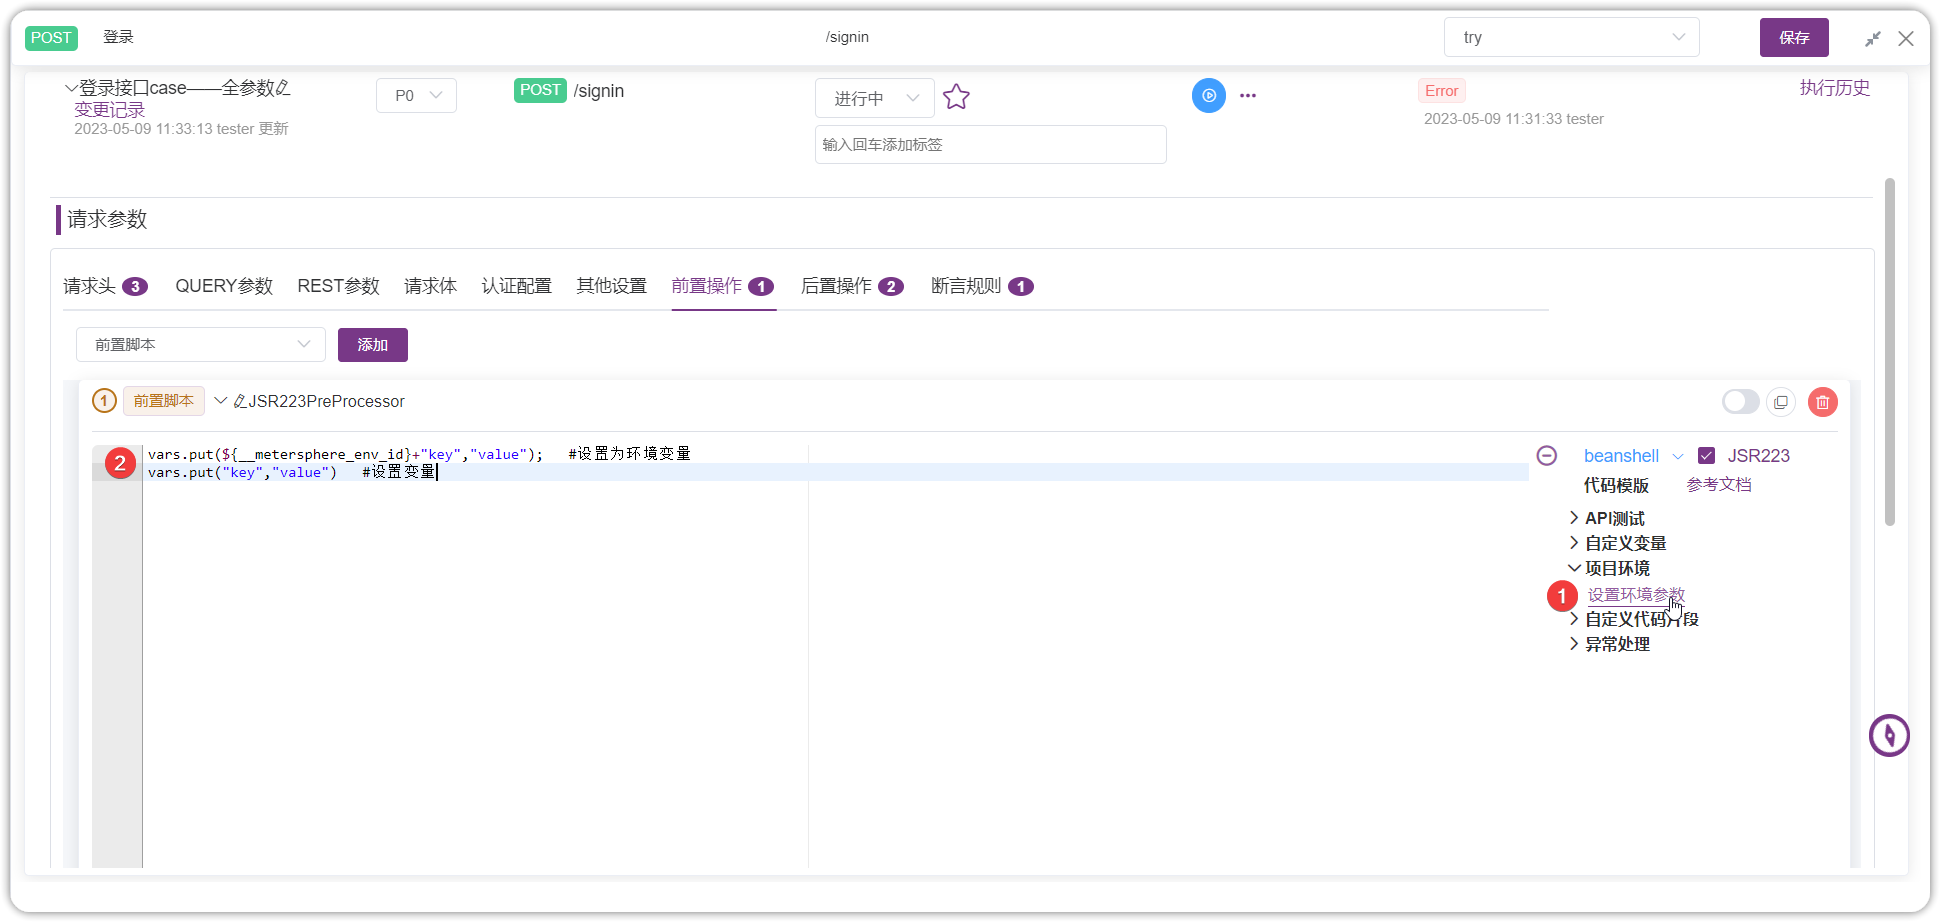 POST 登录 /signin try 保存
登录接口case——全参数 P0 POST /signin 进行中 Error 执行历史
变更记录
2023-05-09 11:33:13 tester 更新 2023-05-09 11:31:33 tester
输入回车添加标签
请求参数
请求头 3 QUERY参数 REST参数 请求体 认证配置 其他设置 前置操作 1 后置操作 2 断言规则 1
前置脚本 添加
1 前置脚本 JSR223PreProcessor
2 vars.put(${__metersphere_env_id}+"key","value"); #设置为环境变量
vars.put("key","value") #设置变量
beanshell JSR223
代码模版 参考文档
API测试
自定义变量
项目环境
1 设置环境参数
自定义代码片段
异常处理